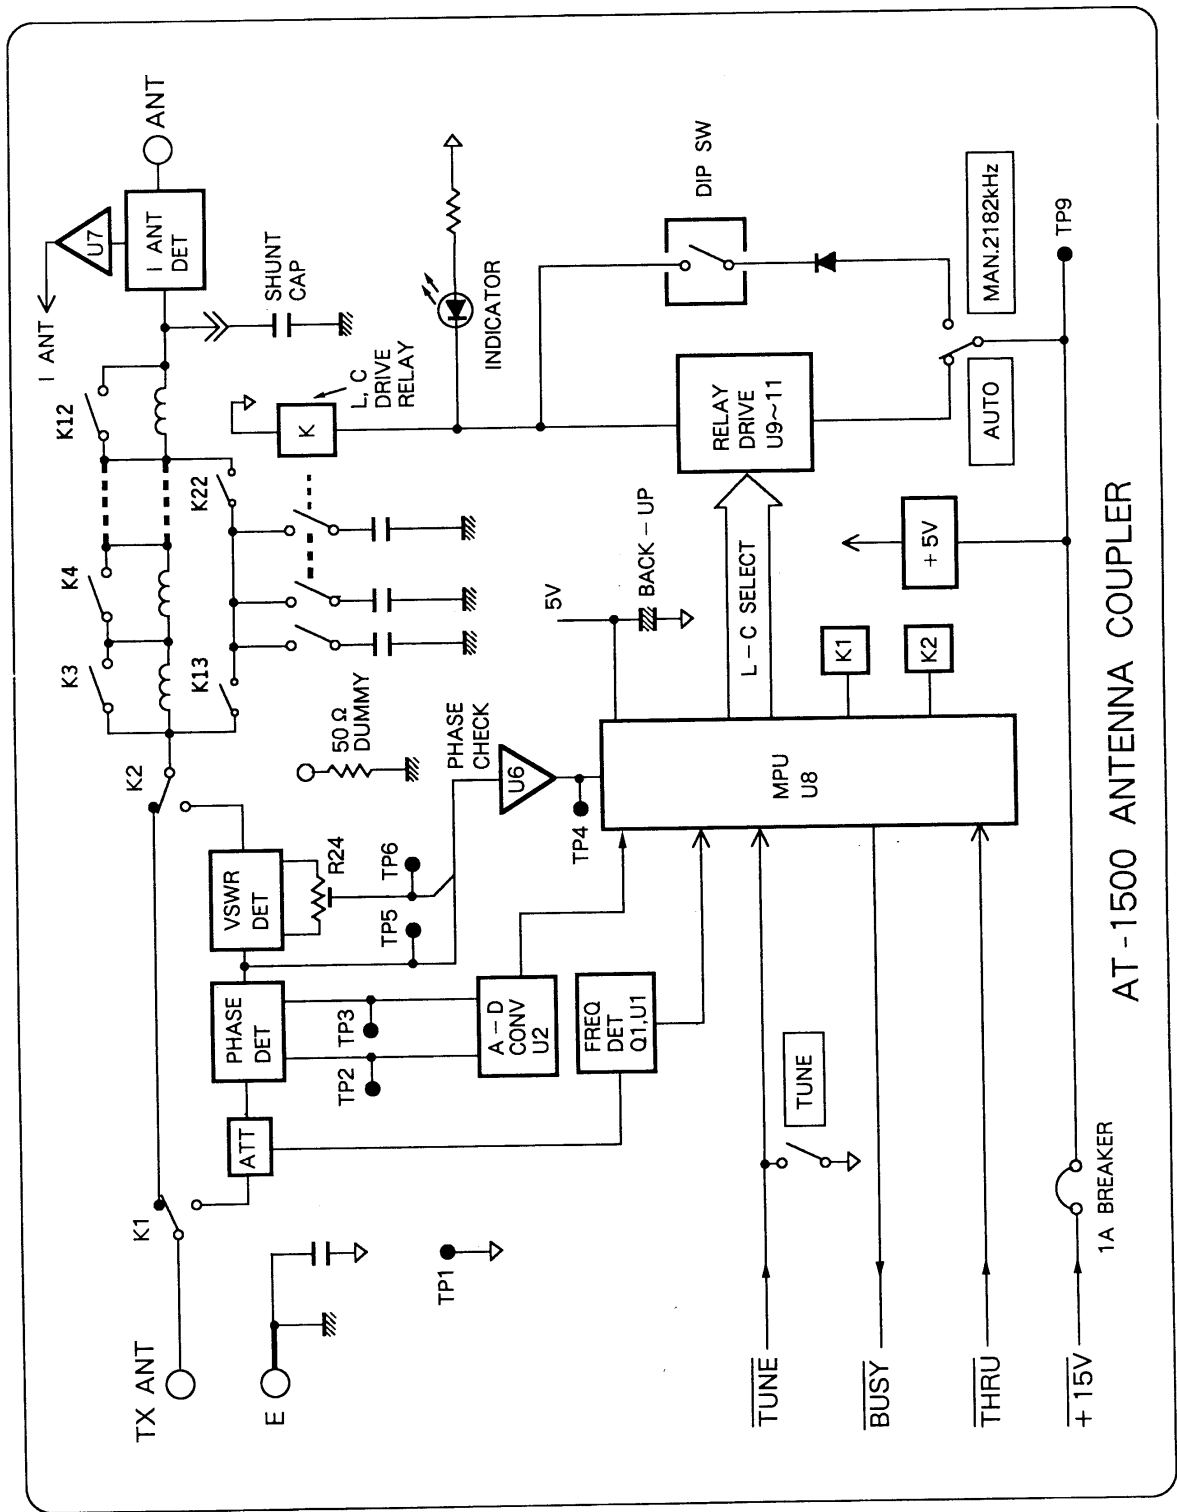 TX ANT
K1
ATT
PHASE
DET
VSWR
DET
R24
K2
K3
K4
K12
K13
K22
I ANT
U7
I ANT
DET
ANT
SHUNT
CAP
E
TP1
TP2
TP3
TP5
TP6
50Ω
DUMMY
L, C
DRIVE
RELAY
K
INDICATOR
A-D
CONV
U2
FREQ
DET
Q1,U1
PHASE
CHECK
U6
TP4
5V
BACK-UP
RELAY
DRIVE
U9~11
DIP SW
L-C SELECT
MPU
U8
K1
K2
+5V
AUTO
MAN.2182kHz
TP9
TUNE
TUNE
BUSY
THRU
+15V
1A BREAKER
AT-1500 ANTENNA COUPLER